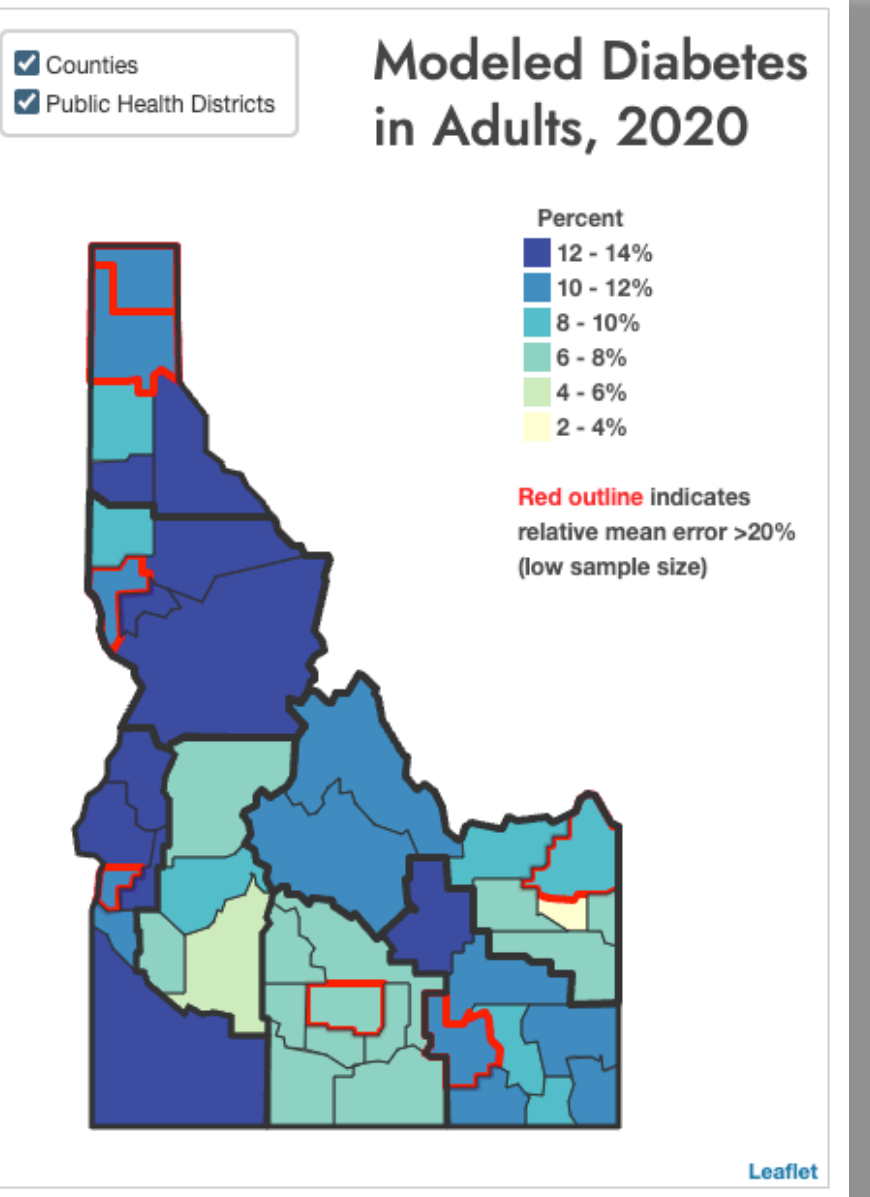 Counties
Public Health Districts
Modeled Diabetes
in Adults, 2020
Percent
12 - 14%
10 - 12%
8 - 10%
6 - 8%
4 - 6%
2 - 4%
Red outline indicates
relative mean error >20%
(low sample size)
Leaflet